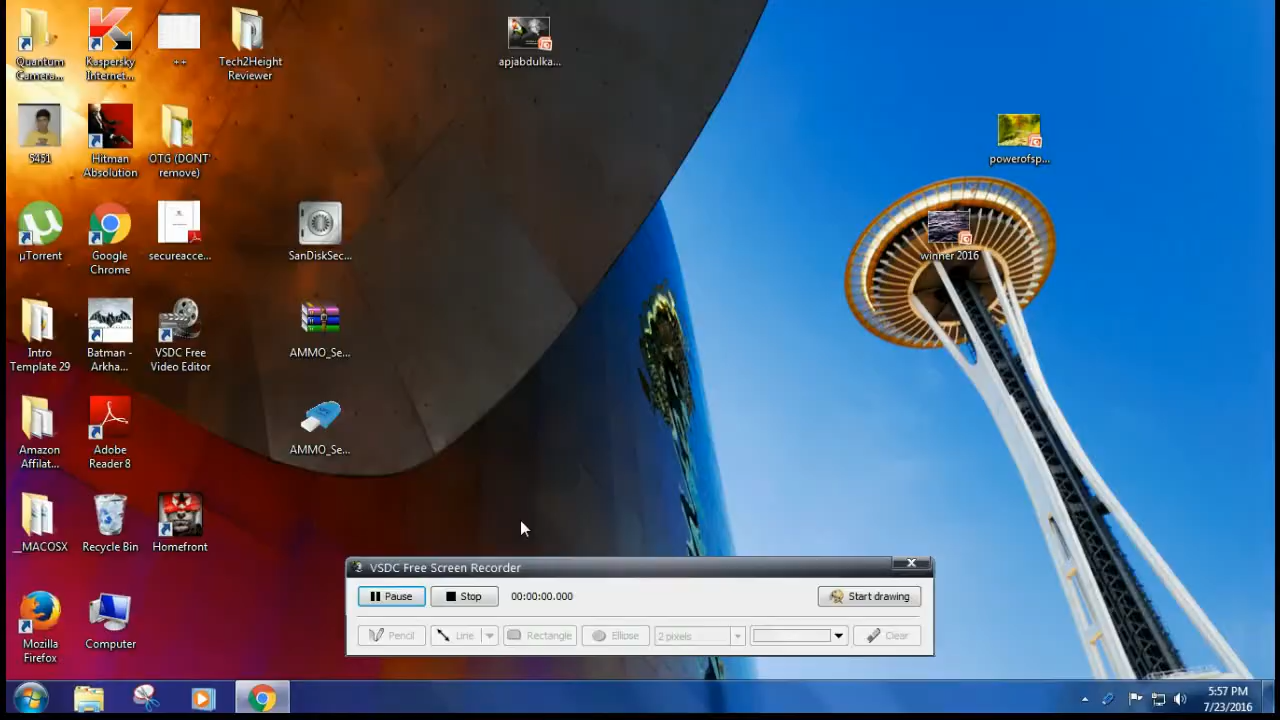 Quantum
Camera...
Kaspersky
Internet...
++
Tech2Height
Reviewer
apjabdulka...
5451
Hitman
Absolution
OTG (DONT
remove)
powerofsp...
µTorrent
Google
Chrome
secureacce...
SanDiskSec...
winner 2016
Intro
Template 29
Batman -
Arkha...
VSDC Free
Video Editor
AMMO_Se...
Amazon
Affilat...
Adobe
Reader 8
AMMO_Se...
__MACOSX
Recycle Bin
Homefront
Mozilla
Firefox
Computer
VSDC Free Screen Recorder
Pause
Stop
00:00:00.000
Start drawing
Pencil
Line
Rectangle
Ellipse
2 pixels
Clear
5:57 PM
7/23/2016